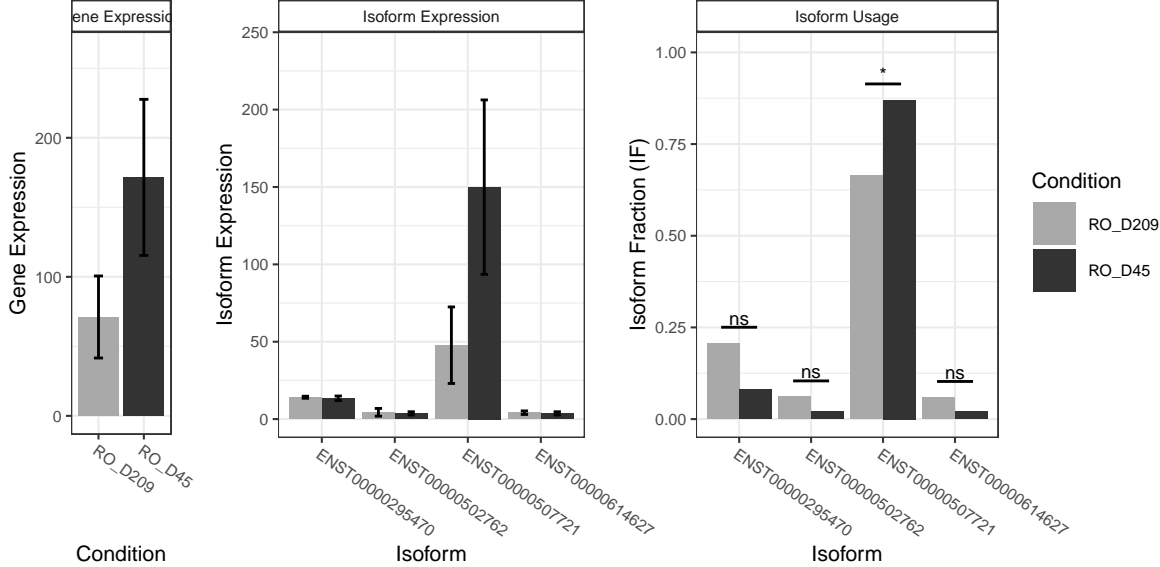 ene Expressio
Gene Expression
200
100
0
RO_D209
RO_D45
Condition
Isoform Expression
Isoform Expression
250
200
150
100
50
0
ENST00000295470
ENST00000502762
ENST00000507721
ENST00000614627
Isoform
Isoform Usage
Isoform Fraction (IF)
1.00
0.75
0.50
0.25
0.00
ns
ns
*
ns
ENST00000295470
ENST00000502762
ENST00000507721
ENST00000614627
Isoform
Condition
RO_D209
RO_D45